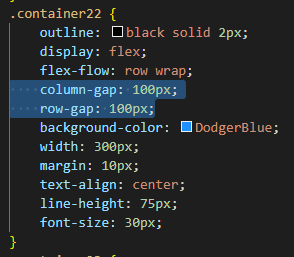 .container22 {
outline: black solid 2px;
display: flex;
flex-flow: row wrap;
column-gap: 100px;
row-gap: 100px;
background-color: DodgerBlue;
width: 300px;
margin: 10px;
text-align: center;
line-height: 75px;
font-size: 30px;
}